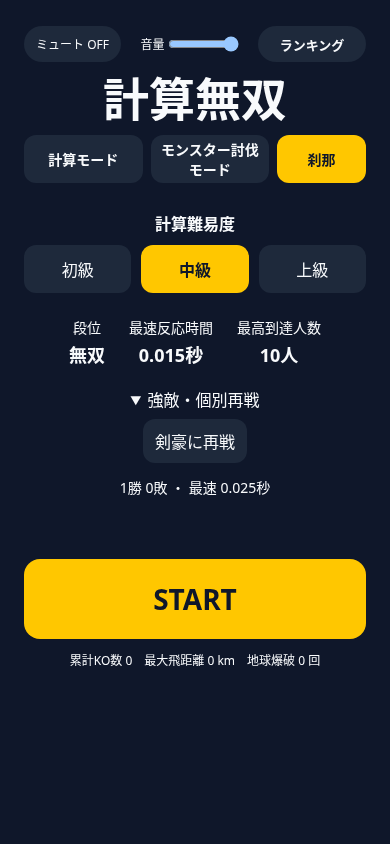 ミュート OFF
音量
ランキング
計算無双
計算モード
モンスター討伐
モード
刹那
計算難易度
初級
中級
上級
段位
最速反応時間
最高到達人数
無双
0.015秒
10人
▼ 強敵・個別再戦
剣豪に再戦
1勝 0敗 ・ 最速 0.025秒
START
累計KO数 0 最大飛距離 0 km 地球爆破 0 回